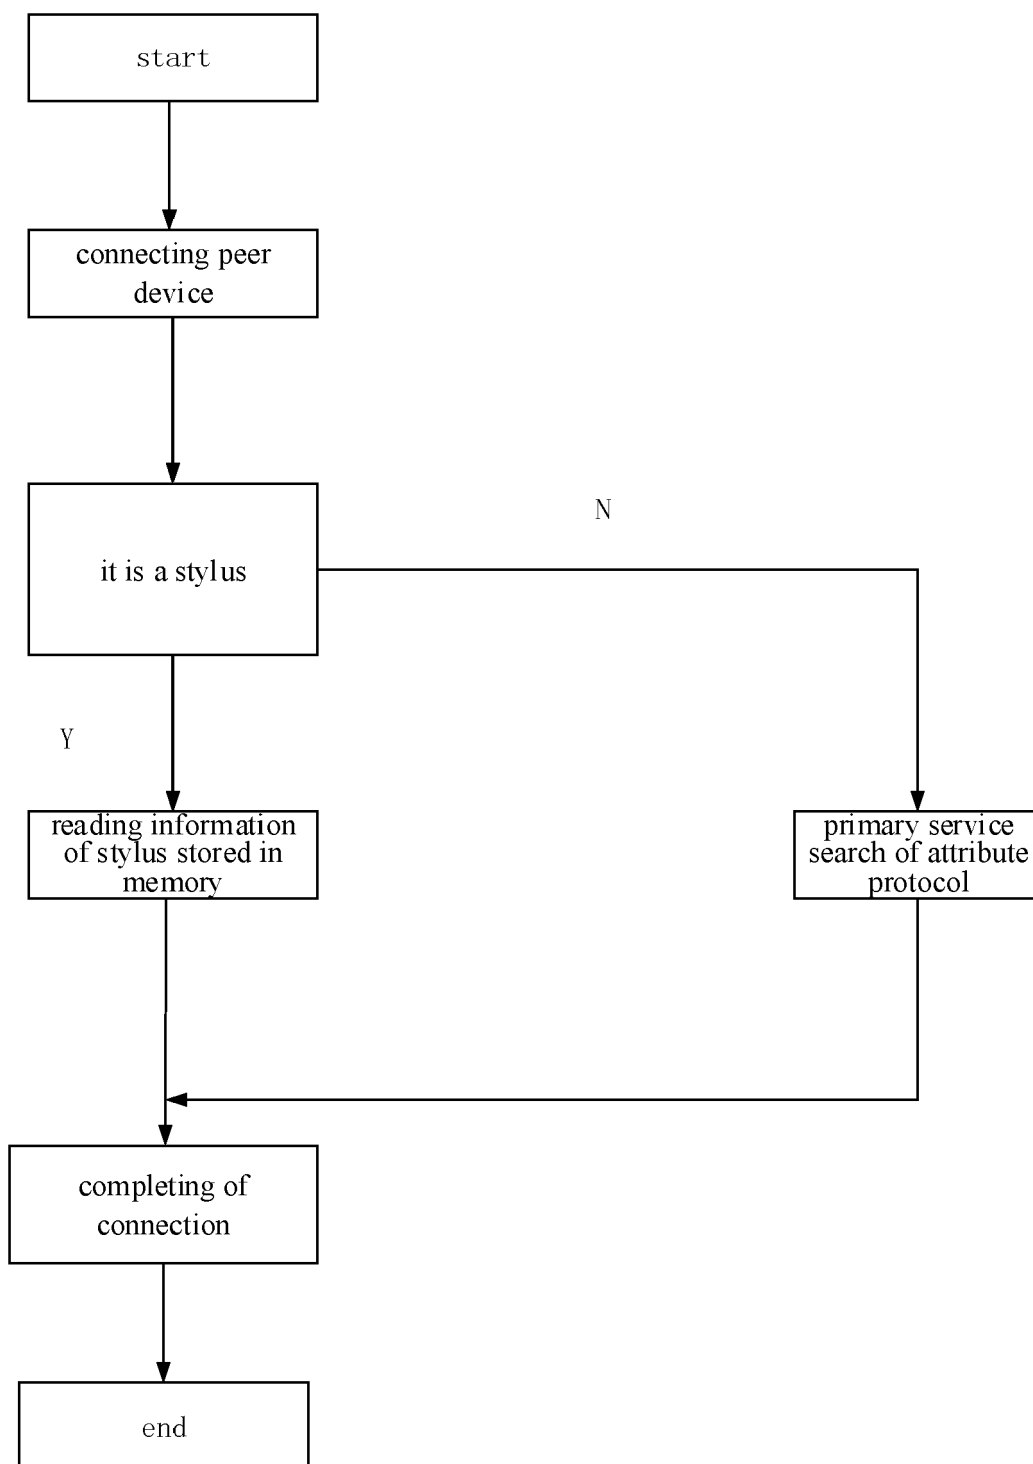 start
connecting peer
device
N
it is a stylus
Y
reading information
of stylus stored in
memory
primary service
search of attribute
protocol
completing of
connection
end